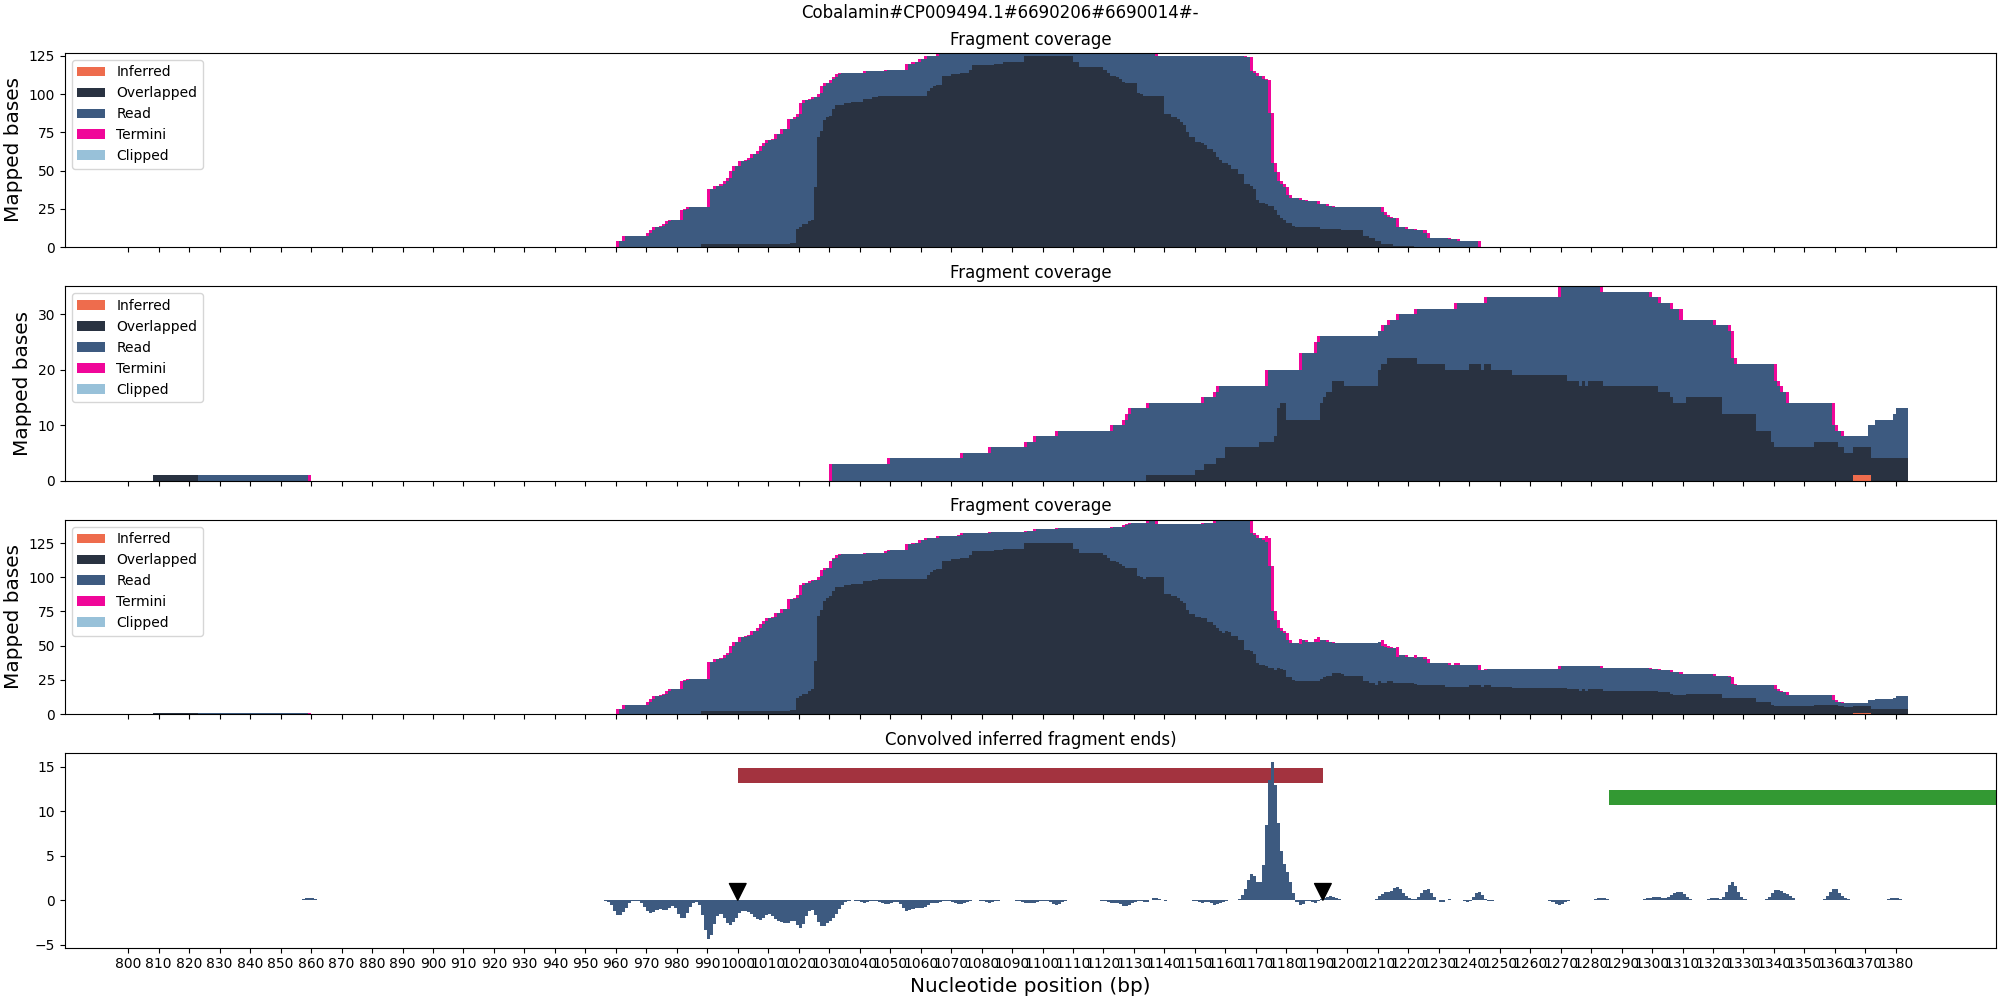 Cobalamin#CP009494.1#6690206#6690014#-
Fragment coverage
Mapped bases
125
100
75
50
25
0
Inferred
Overlapped
Read
Termini
Clipped
Fragment coverage
Mapped bases
30
20
10
0
Inferred
Overlapped
Read
Termini
Clipped
Fragment coverage
Mapped bases
125
100
75
50
25
0
Inferred
Overlapped
Read
Termini
Clipped
Convolved inferred fragment ends)
15
10
5
0
−5
800 810 820 830 840 850 860 870 880 890 900 910 920 930 940 950 960 970 980 990 1000 1010 1020 1030 1040 1050 1060 1070 1080 1090 1100 1110 1120 1130 1140 1150 1160 1170 1180 1190 1200 1210 1220 1230 1240 1250 1260 1270 1280 1290 1300 1310 1320 1330 1340 1350 1360 1370 1380
Nucleotide position (bp)